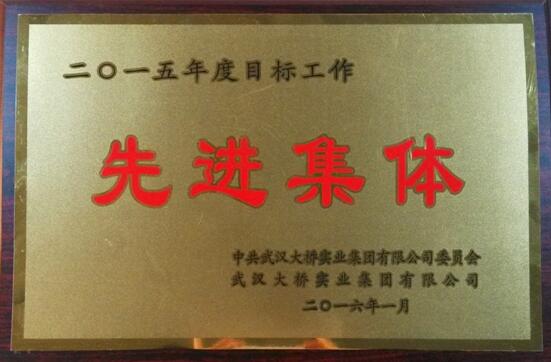 二〇一五年度目标工作
先进集体
中共武汉大桥实业集团有限公司委员会
武汉大桥实业集团有限公司
二〇一六年一月